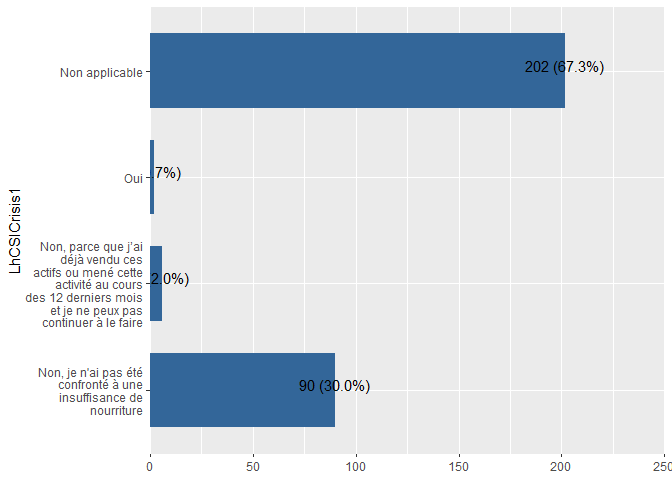 LhCSICrisis1
Non applicable
202 (67.3%)
Oui
7%)
Non, parce que j'ai
déjà vendu ces
actifs ou mené cette
activité au cours
des 12 derniers mois
et je ne peux pas
continuer à le faire
2.0%)
Non, je n'ai pas été
confronté à une
insuffisance de
nourriture
90 (30.0%)
0 50 100 150 200 250